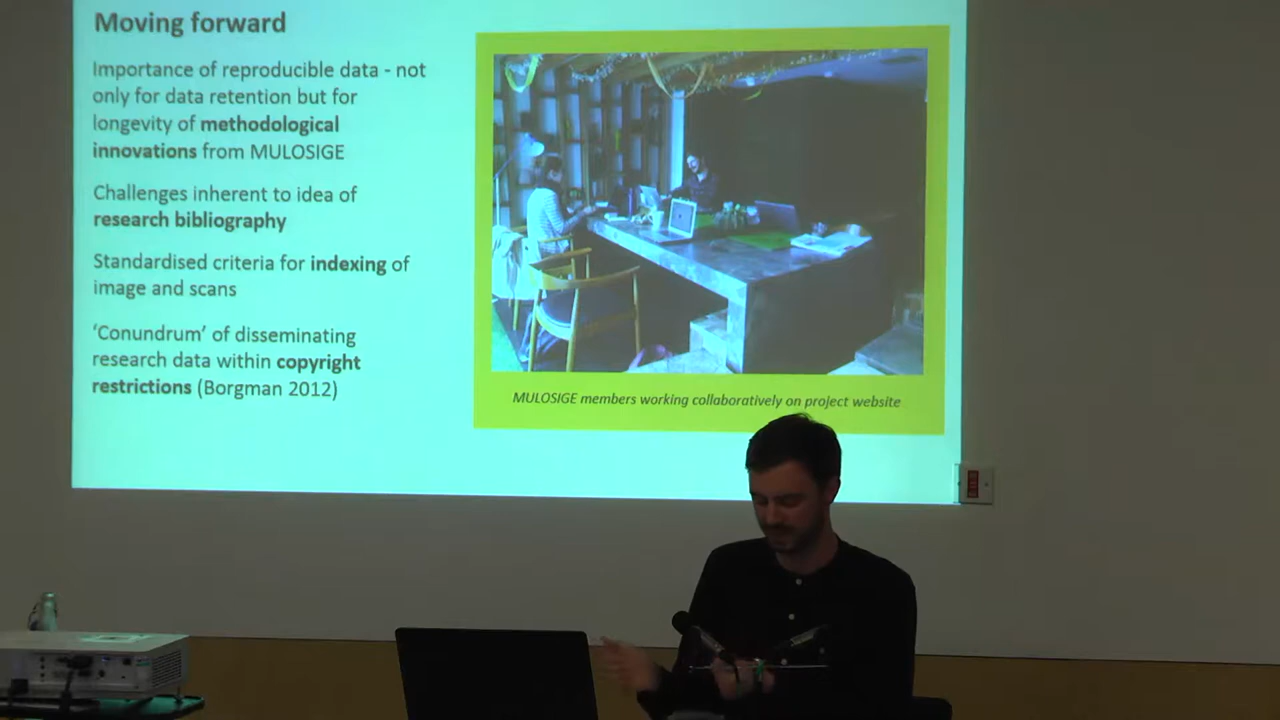 Moving forward
Importance of reproducible data - not
only for data retention but for
longevity of methodological
innovations from MULOSIGE
Challenges inherent to idea of
research bibliography
Standardised criteria for indexing of
image and scans
‘Conundrum’ of disseminating
research data within copyright
restrictions (Borgman 2012)
MULOSIGE members working collaboratively on project website